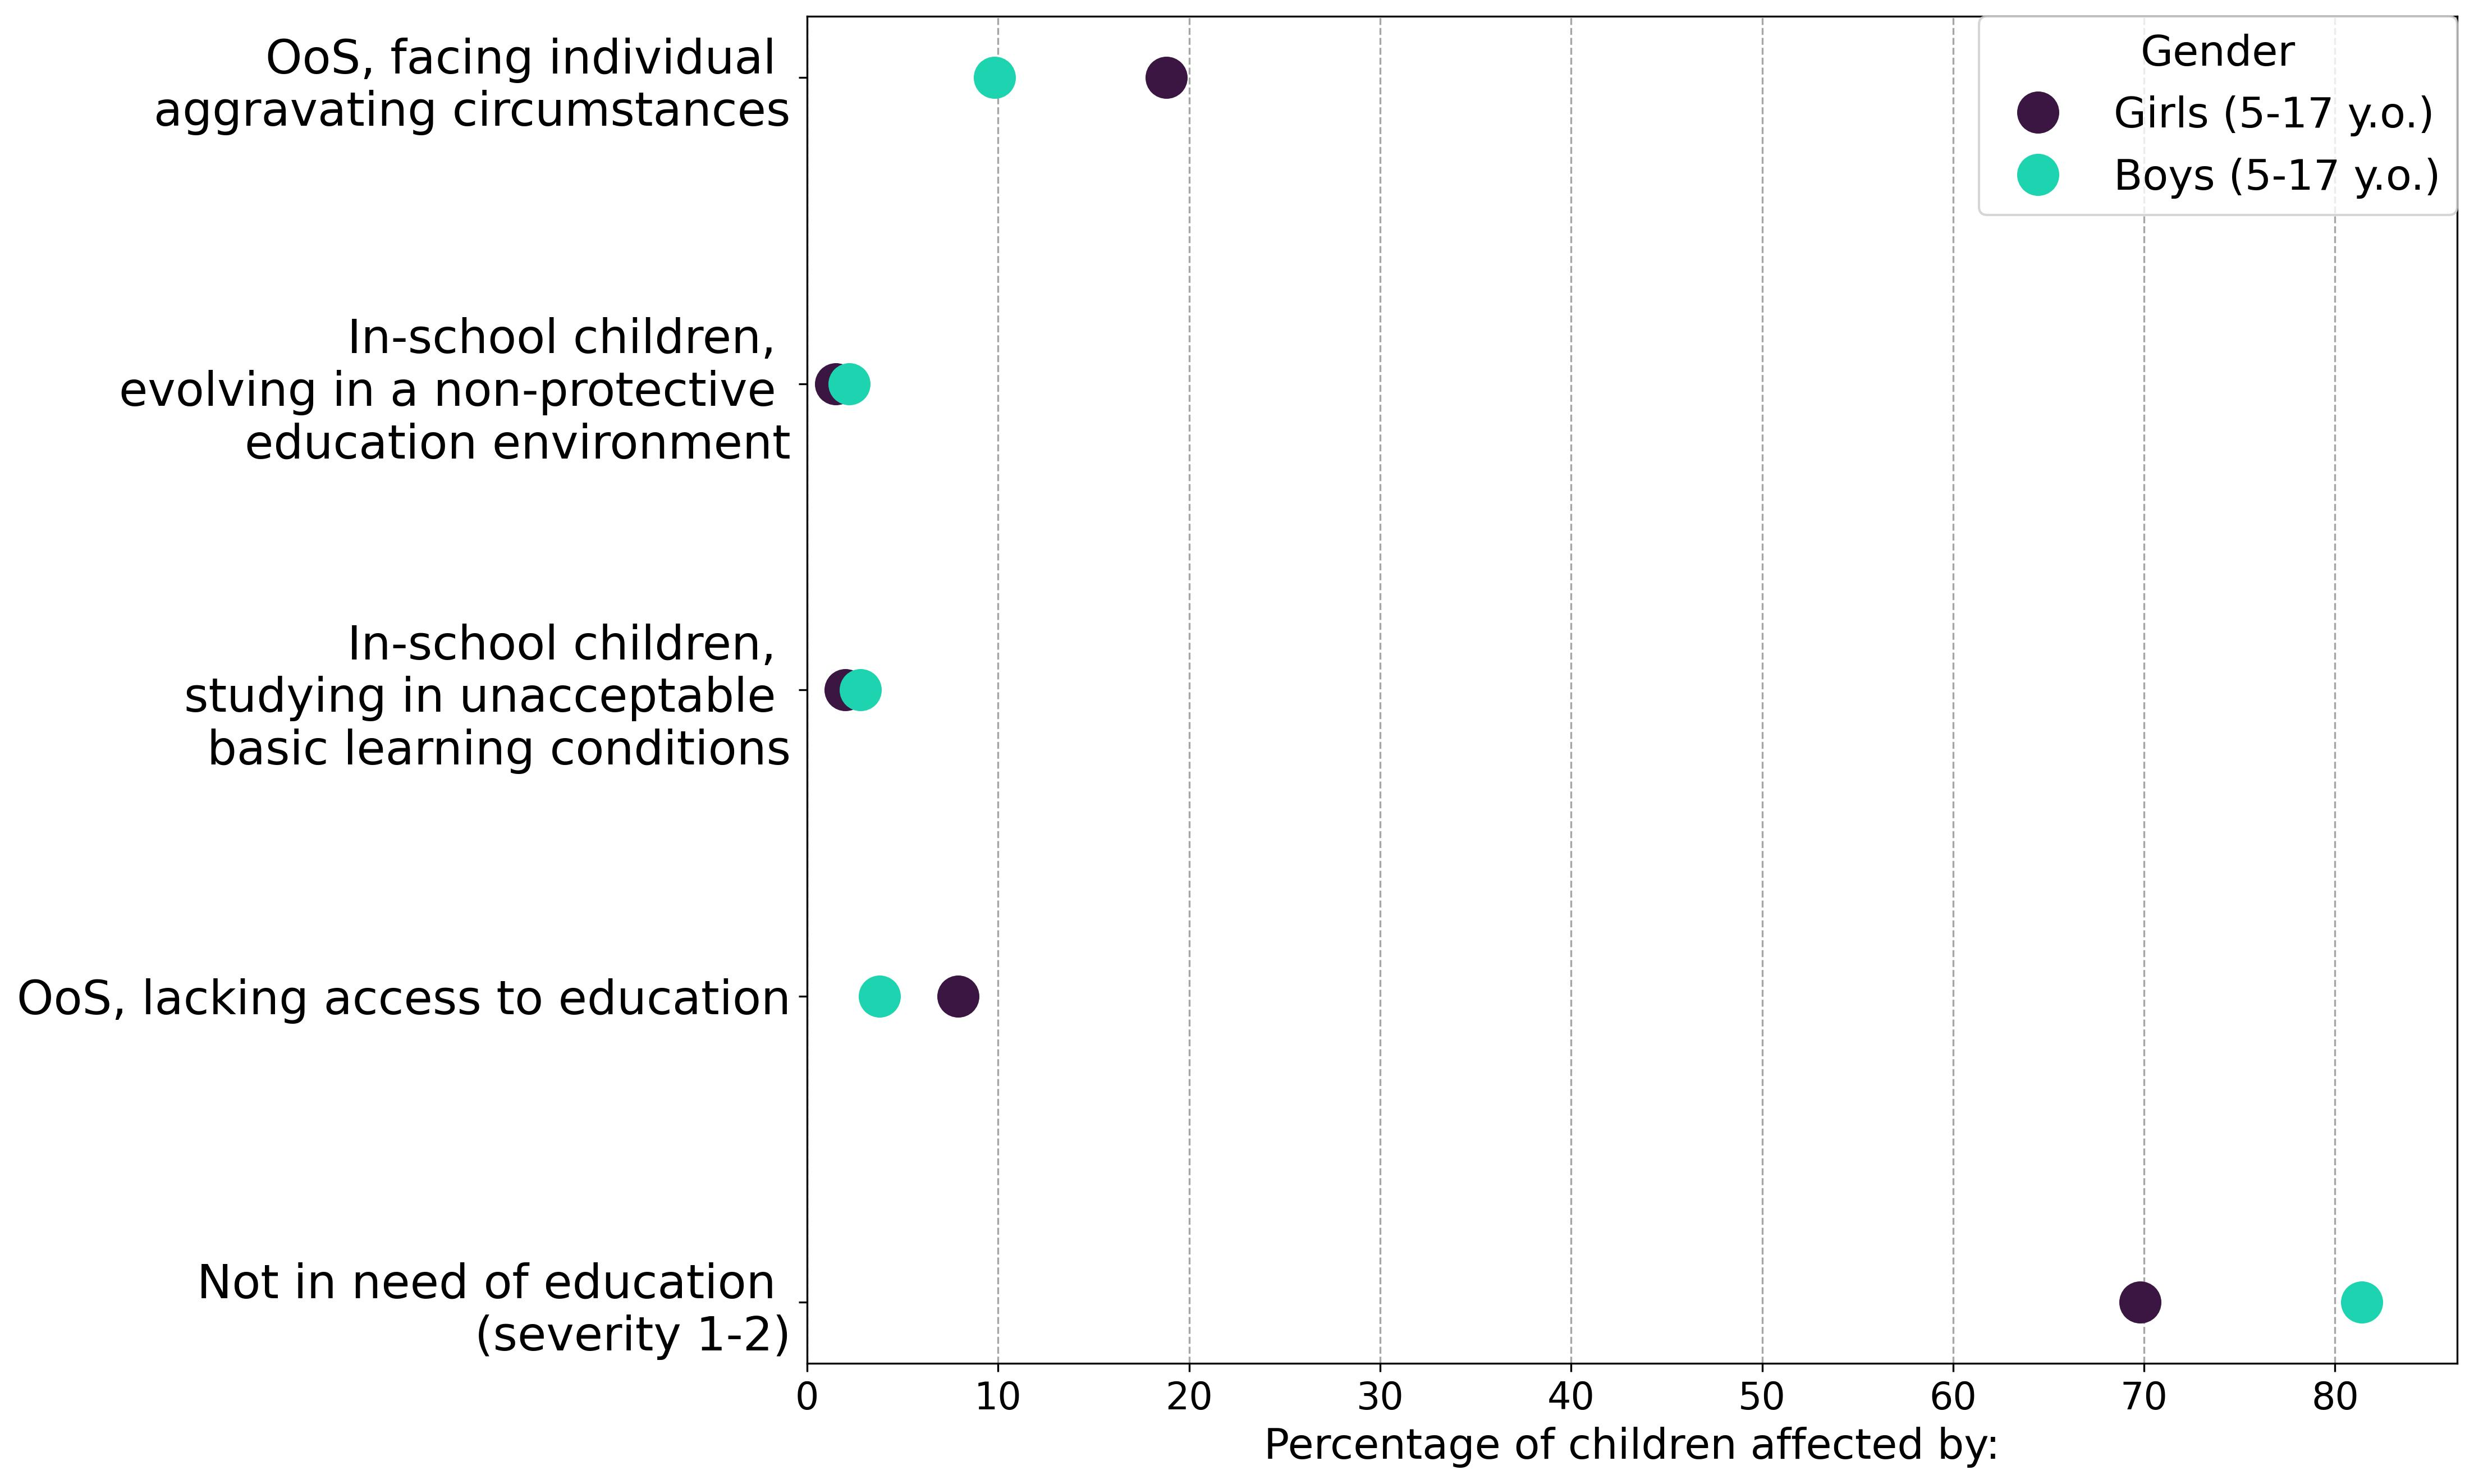 OoS, facing individual
aggravating circumstances
In-school children,
evolving in a non-protective
education environment
In-school children,
studying in unacceptable
basic learning conditions
OoS, lacking access to education
Not in need of education
(severity 1-2)
Gender
Girls (5-17 y.o.)
Boys (5-17 y.o.)
0 10 20 30 40 50 60 70 80
Percentage of children affected by: